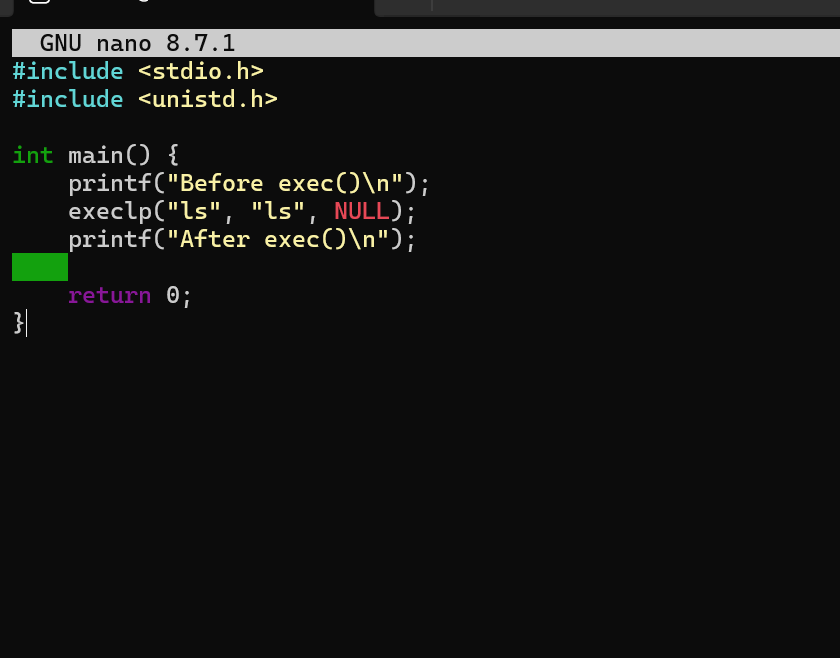 GNU nano 8.7.1
#include <stdio.h>
#include <unistd.h>

int main() {
    printf("Before exec()\n");
    execlp("ls", "ls", NULL);
    printf("After exec()\n");

    return 0;
}